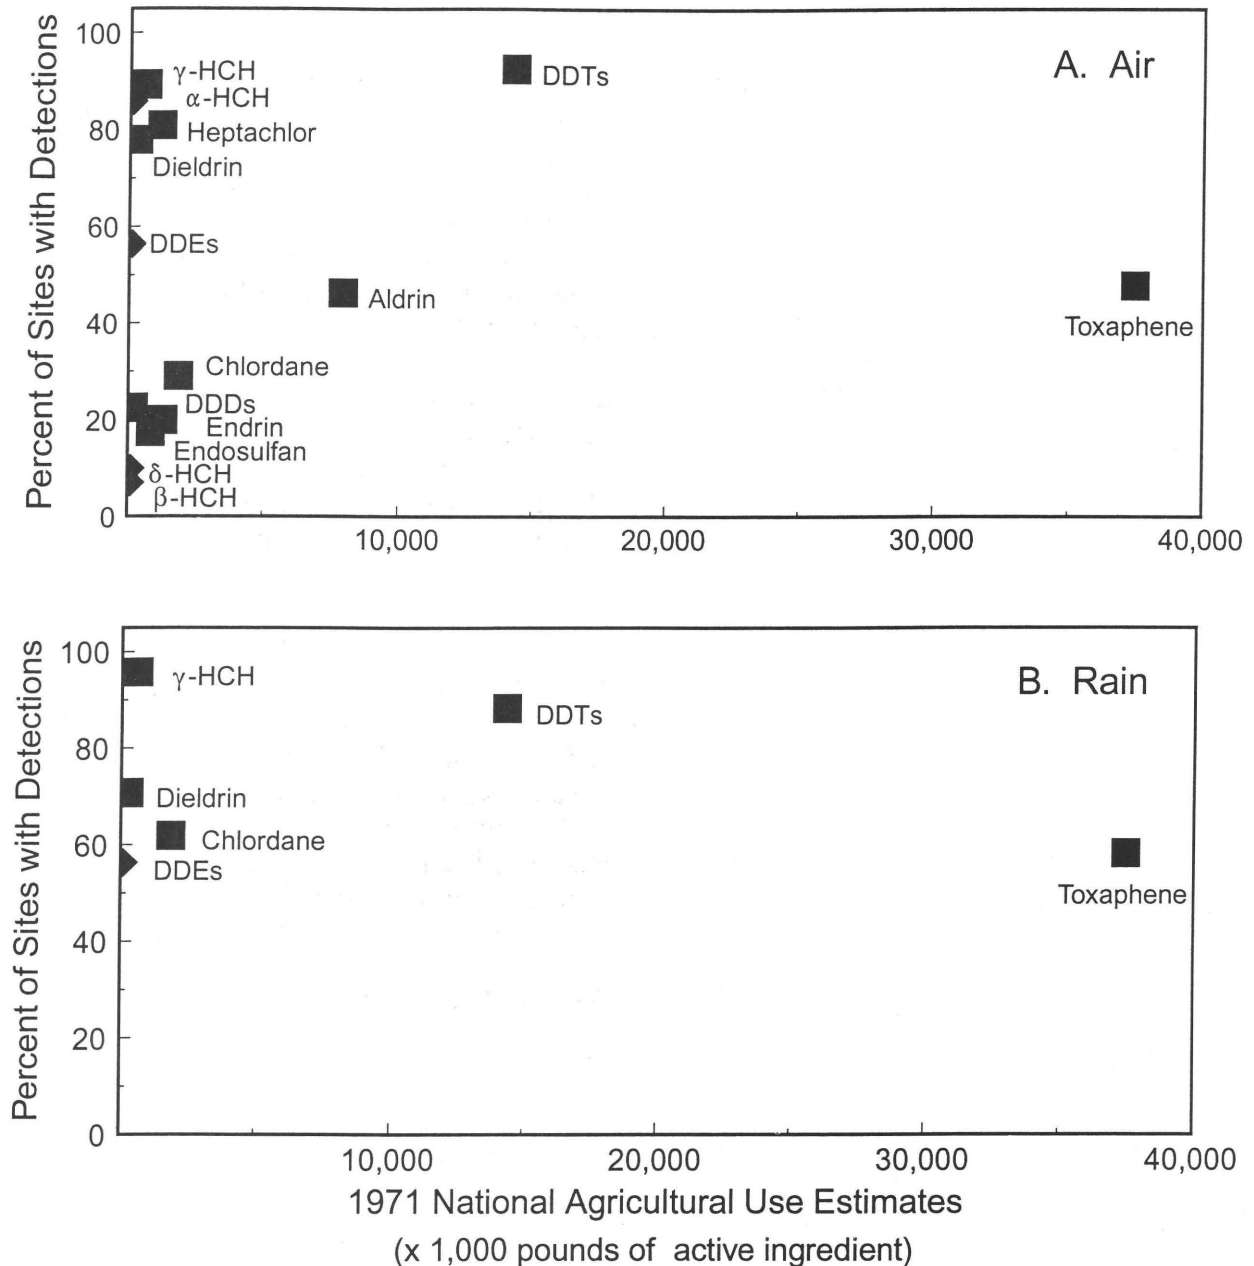 A. Air
Percent of Sites with Detections
100
80
60
40
20
0
γ-HCH
α-HCH
DDTs
Heptachlor
Dieldrin
DDEs
Aldrin
Toxaphene
Chlordane
DDDs
Endrin
Endosulfan
δ-HCH
β-HCH
10,000 20,000 30,000 40,000
B. Rain
Percent of Sites with Detections
100
80
60
40
20
0
γ-HCH
DDTs
Dieldrin
Chlordane
DDEs
Toxaphene
10,000 20,000 30,000 40,000
1971 National Agricultural Use Estimates
(x 1,000 pounds of active ingredient)